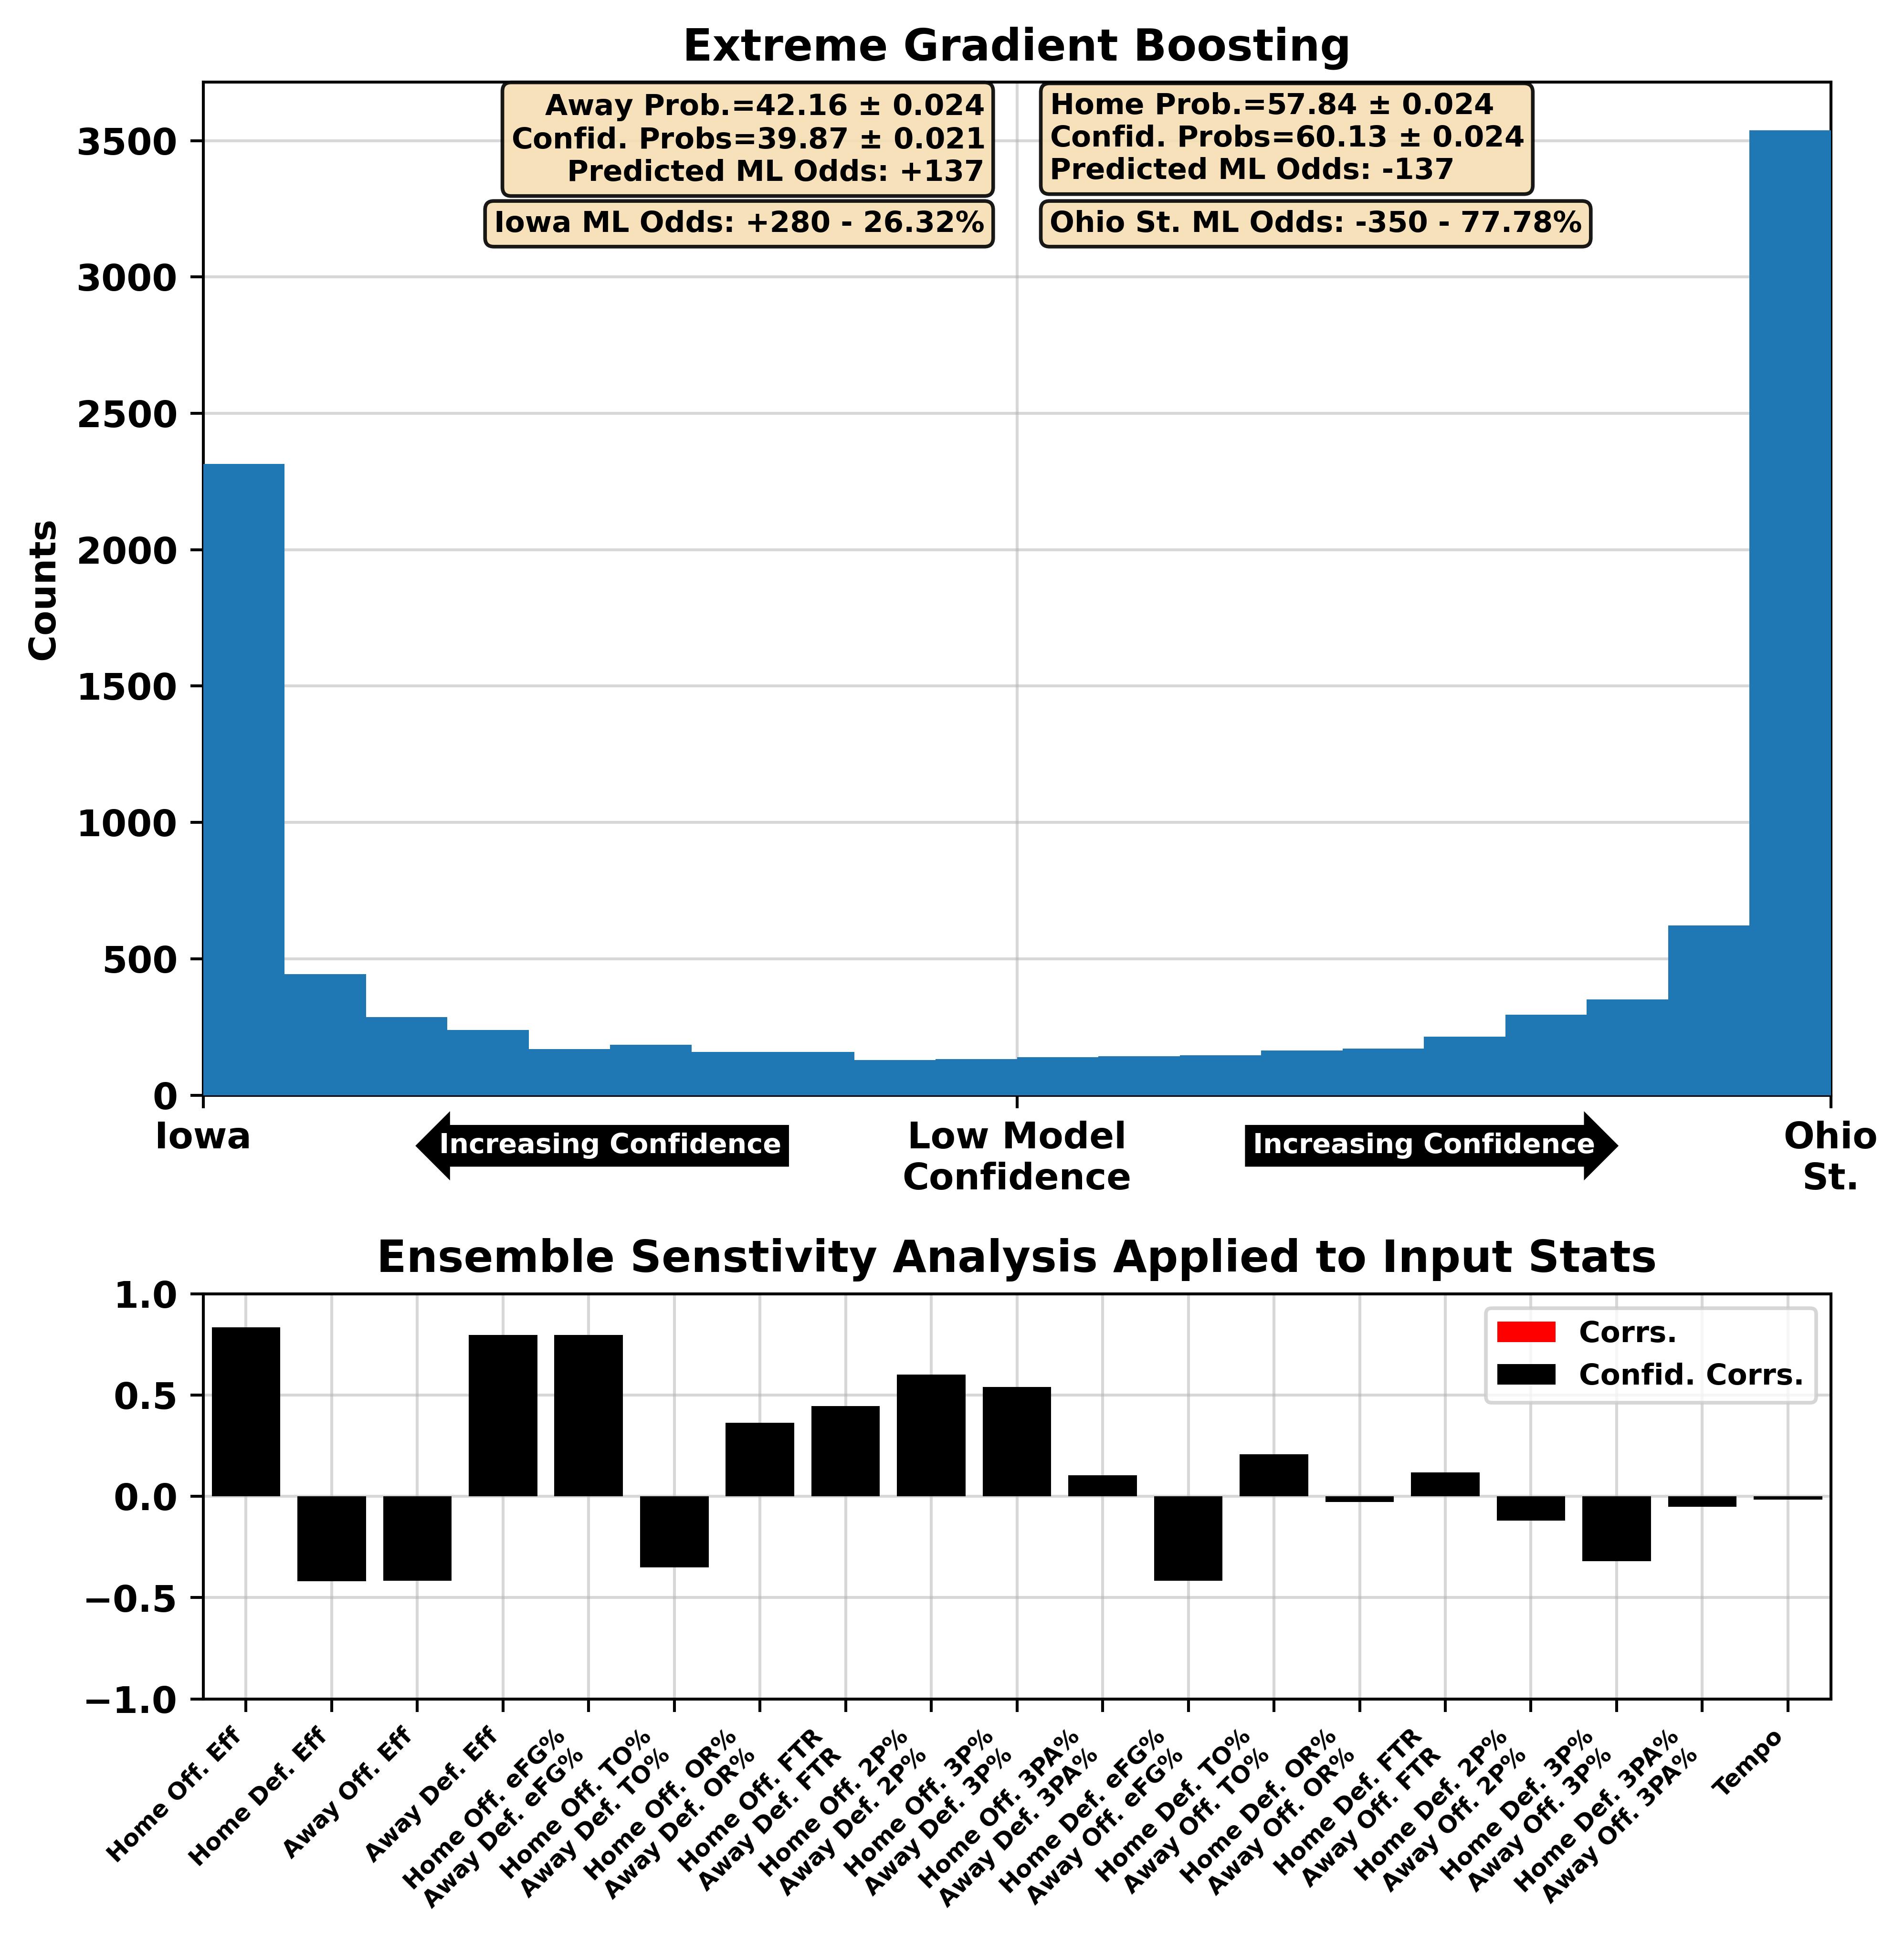 Extreme Gradient Boosting
Away Prob.=42.16 ± 0.024
Confid. Probs=39.87 ± 0.021
Predicted ML Odds: +137
Iowa ML Odds: +280 - 26.32%
Home Prob.=57.84 ± 0.024
Confid. Probs=60.13 ± 0.024
Predicted ML Odds: -137
Ohio St. ML Odds: -350 - 77.78%
Counts
3500
3000
2500
2000
1500
1000
500
0
Iowa
Increasing Confidence
Low Model
Confidence
Increasing Confidence
Ohio
St.
Ensemble Senstivity Analysis Applied to Input Stats
1.0
0.5
0.0
−0.5
−1.0
Corrs.
Confid. Corrs.
Home Off. Eff
Home Def. Eff
Away Off. Eff
Away Def. Eff
Home Off. eFG%
Away Def. eFG%
Home Off. TO%
Away Def. TO%
Home Off. OR%
Away Def. OR%
Home Off. FTR
Away Def. FTR
Home Off. 2P%
Away Def. 2P%
Home Off. 3P%
Away Def. 3P%
Home Off. 3PA%
Away Def. 3PA%
Home Def. eFG%
Away Off. eFG%
Home Def. TO%
Away Off. TO%
Home Def. OR%
Away Off. OR%
Home Def. FTR
Away Off. FTR
Home Def. 2P%
Away Off. 2P%
Home Def. 3P%
Away Off. 3P%
Home Def. 3PA%
Away Off. 3PA%
Tempo